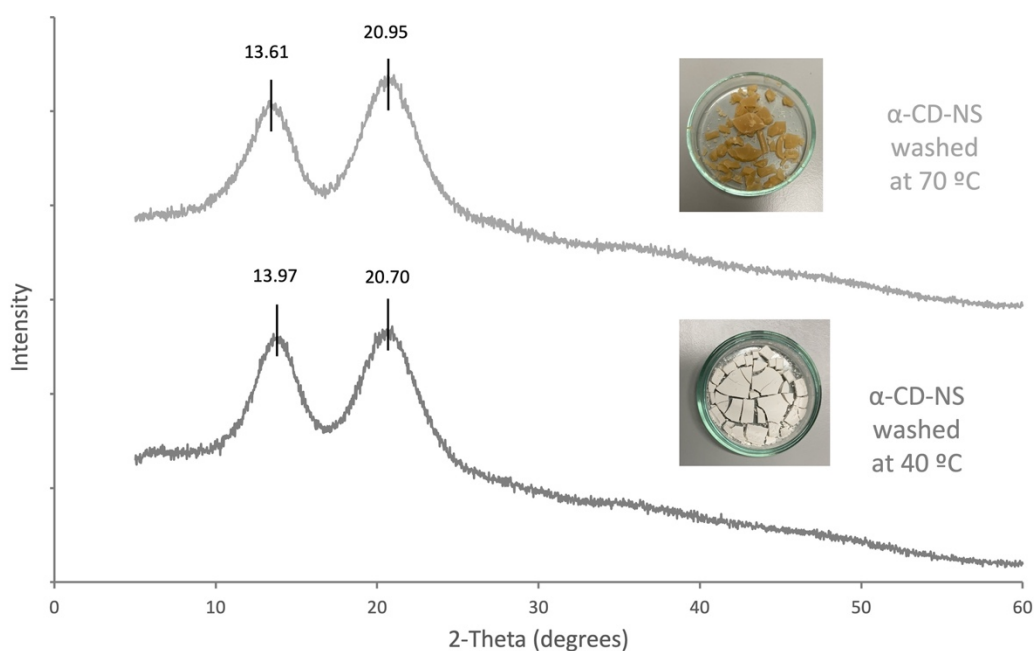 13.61
20.95
α-CD-NS
washed
at 70 ºC
13.97
20.70
α-CD-NS
washed
at 40 ºC
Intensity
0
10
20
30
40
50
60
2-Theta (degrees)